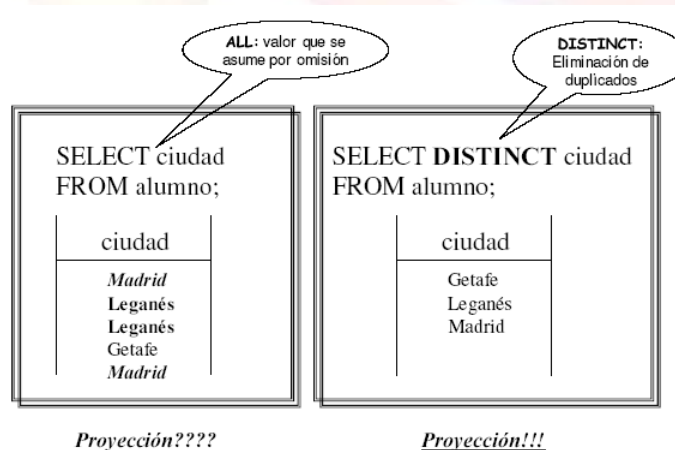 ALL: valor que se
asume por omisión
DISTINCT:
Eliminación de
duplicados
SELECT ciudad
FROM alumno;
ciudad
Madrid
Leganés
Leganés
Getafe
Madrid
SELECT DISTINCT ciudad
FROM alumno;
ciudad
Getafe
Leganés
Madrid
Proyección????
Proyección!!!